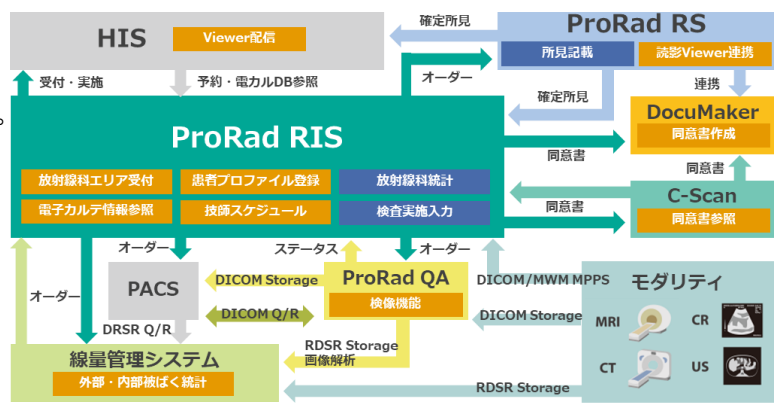 HIS
Viewer配信
確定所見
ProRad RS
所見記載
読影Viewer連携
受付・実施
予約・電カルDB参照
オーダー
確定所見
連携
ProRad RIS
DocuMaker
同意書作成
同意書
同意書
放射線科エリア受付
患者プロファイル登録
放射線科統計
電子カルテ情報参照
技師スケジュール
検査実施入力
同意書
C-Scan
同意書参照
オーダー
ステータス
オーダー
オーダー
PACS
DICOM Storage
ProRad QA
検像機能
DICOM/MWM MPPS
モダリティ
DICOM Q/R
DICOM Storage
MRI
CR
DRSR Q/R
RDSR Storage
画像解析
CT
US
線量管理システム
外部・内部被ばく統計
RDSR Storage